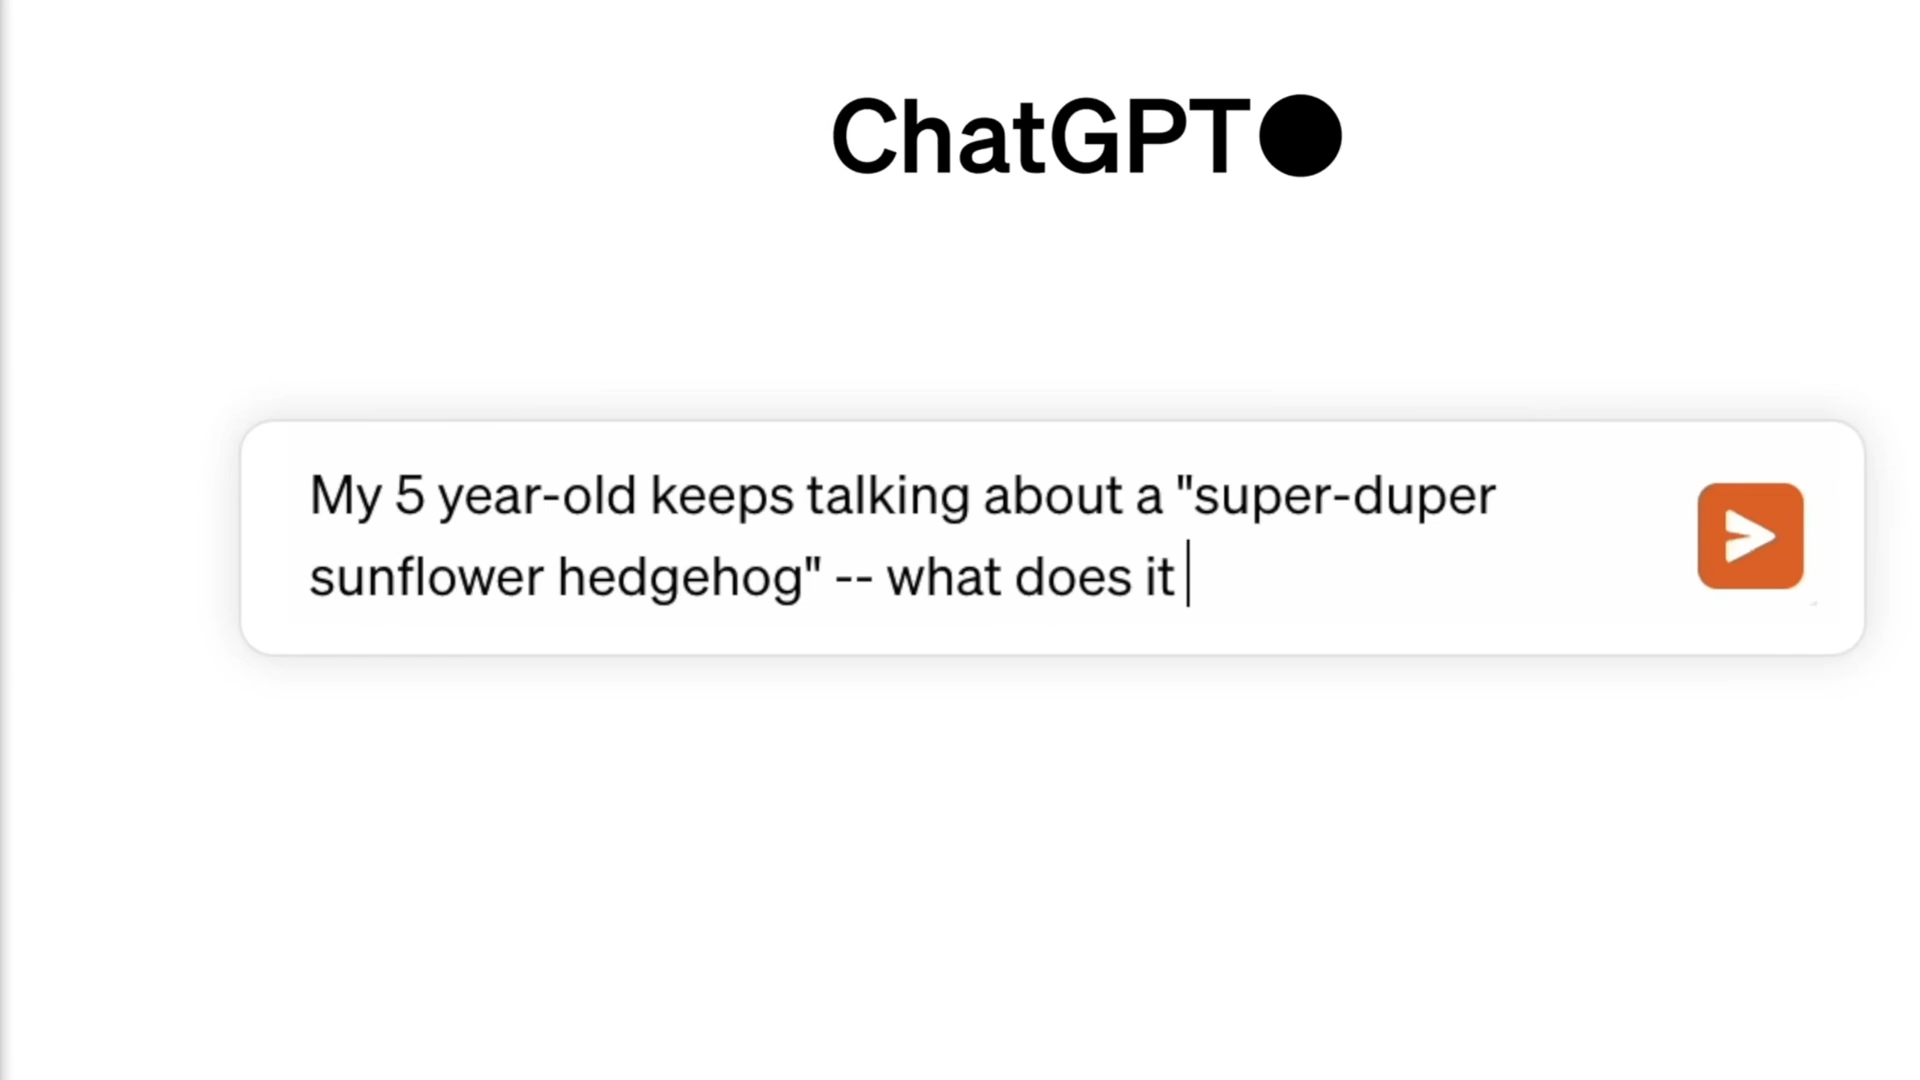 ChatGPT
My 5 year-old keeps talking about a "super-duper
sunflower hedgehog" -- what does it